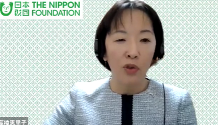 日本財団 THE NIPPON
FOUNDATION